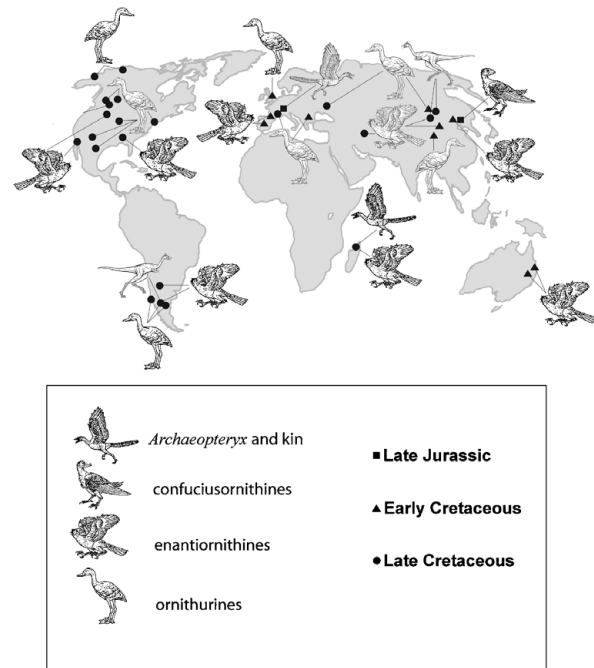 Archaeopteryx and kin
confuciusornithines
enantiornithines
ornithurines
Late Jurassic
Early Cretaceous
Late Cretaceous